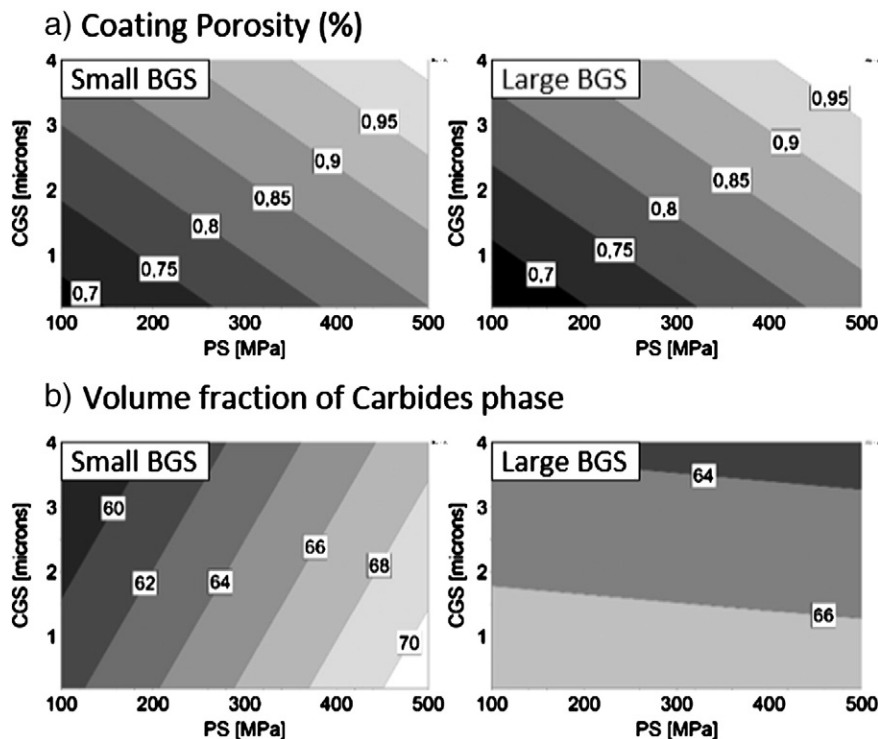 a) Coating Porosity (%)
Small BGS
Large BGS
CGS [microns]
4
3
2
1
0,95
0,9
0,85
0,8
0,75
0,7
100 200 300 400 500
PS [MPa]
CGS [microns]
4
3
2
1
0,95
0,9
0,85
0,8
0,75
0,7
100 200 300 400 500
PS [MPa]
b) Volume fraction of Carbides phase
Small BGS
Large BGS
CGS [microns]
4
3
2
1
60
62
64
66
68
70
100 200 300 400 500
PS [MPa]
CGS [microns]
4
3
2
1
64
66
100 200 300 400 500
PS [MPa]